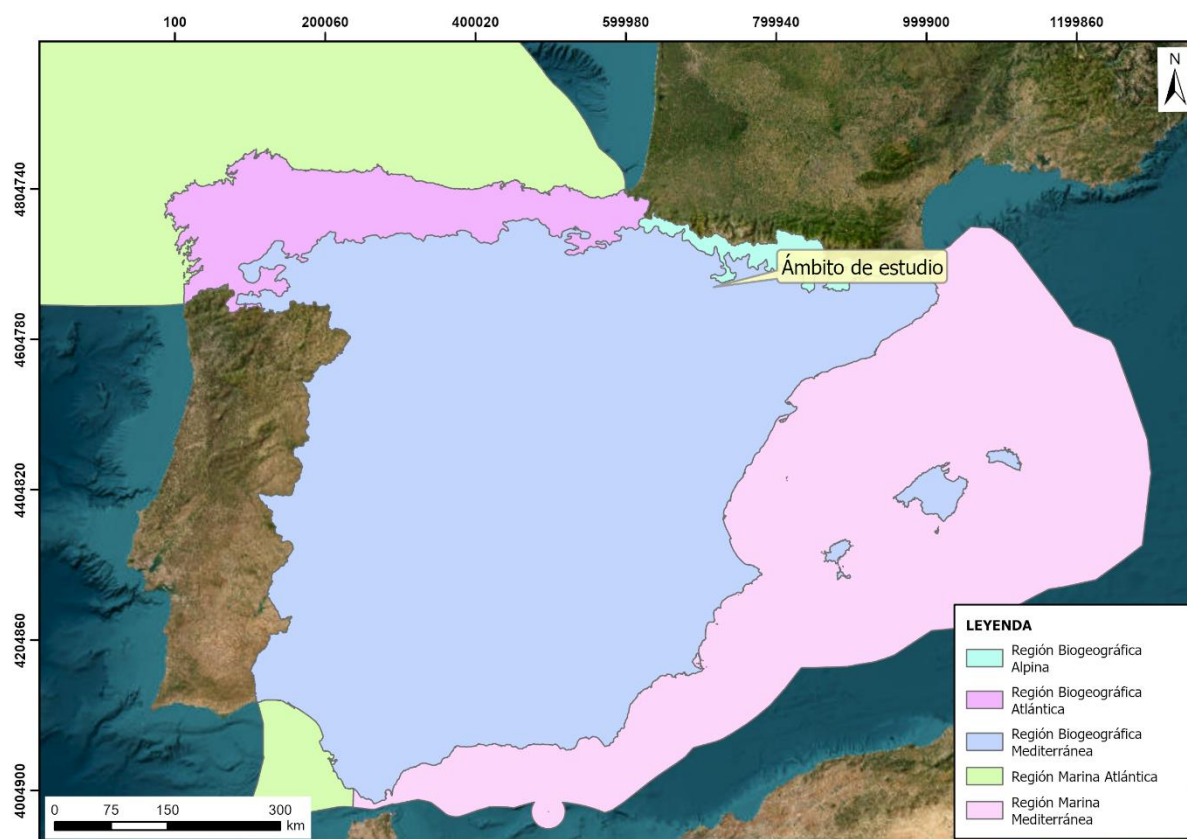 100
200060
400020
599980
799940
999900
1199860
N
4804740
4604780
4404820
4204860
4004900
Ámbito de estudio
LEYENDA
Región Biogeográfica
Alpina
Región Biogeográfica
Atlántica
Región Biogeográfica
Mediterránea
Región Marina Atlántica
Región Marina
Mediterránea
0 75 150 300
km